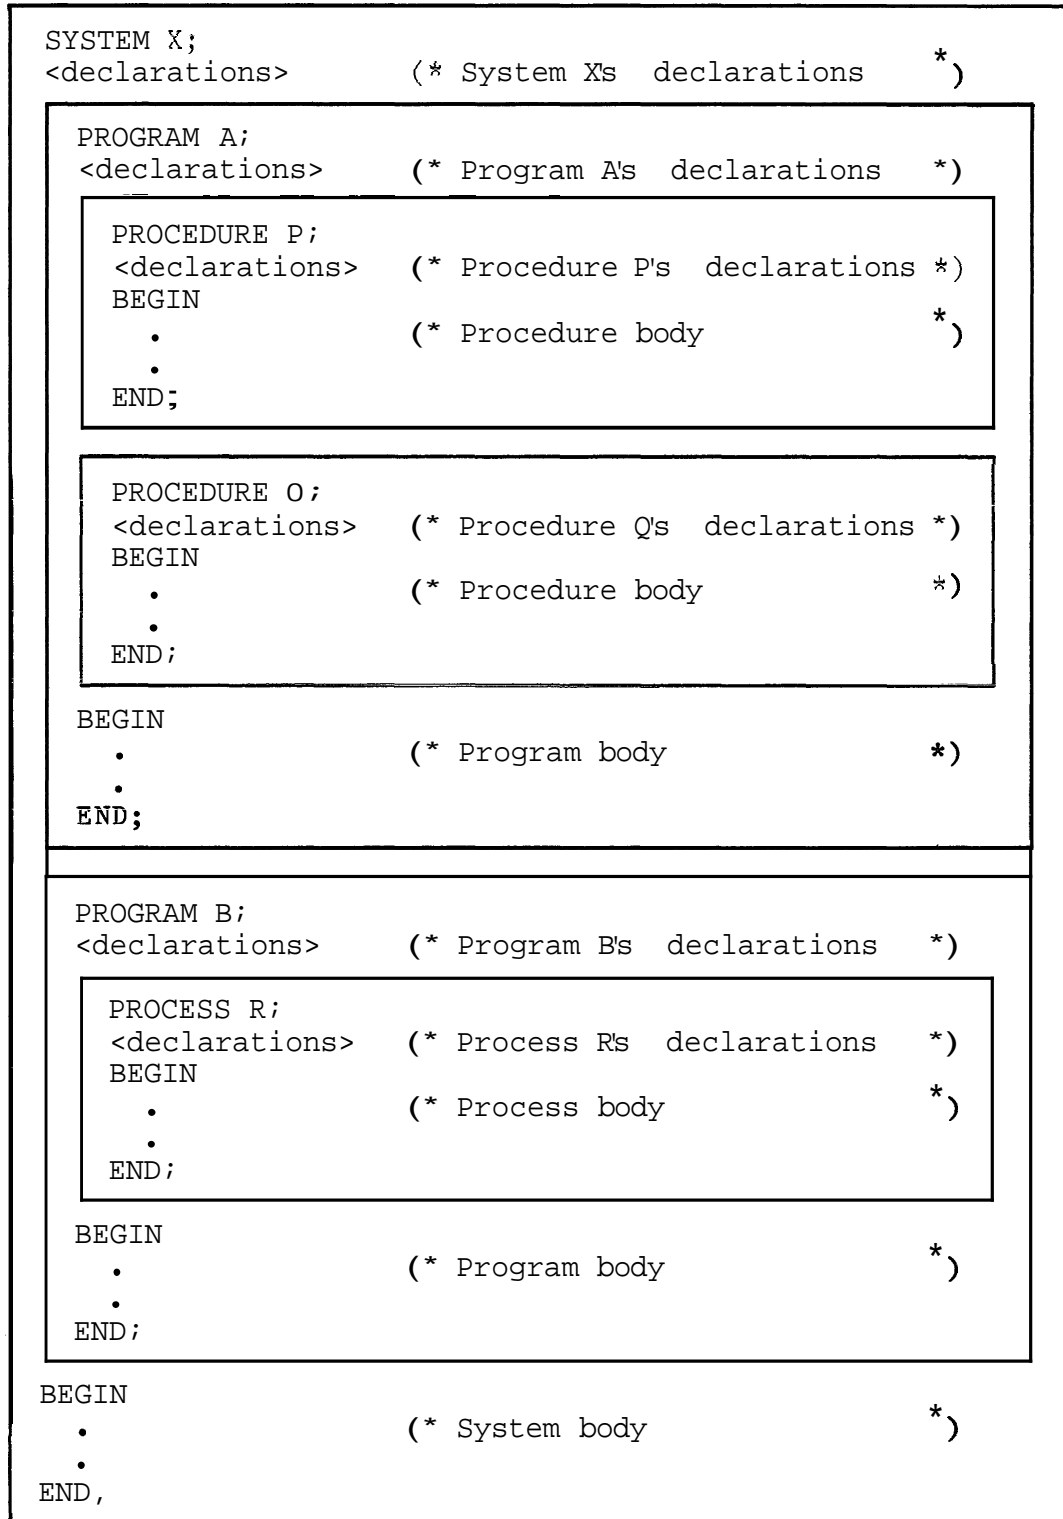 SYSTEM X;
<declarations> (* System X's declarations *)
PROGRAM A;
<declarations> (* Program A's declarations *)
PROCEDURE P;
<declarations> (* Procedure P's declarations *)
BEGIN
. (* Procedure body *)
.
END;
PROCEDURE O;
<declarations> (* Procedure Q's declarations *)
BEGIN
. (* Procedure body *)
.
END;
BEGIN
. (* Program body *)
.
END;
PROGRAM B;
<declarations> (* Program B's declarations *)
PROCESS R;
<declarations> (* Process R's declarations *)
BEGIN
. (* Process body *)
.
END;
BEGIN
. (* Program body *)
.
END;
BEGIN
. (* System body *)
.
END,